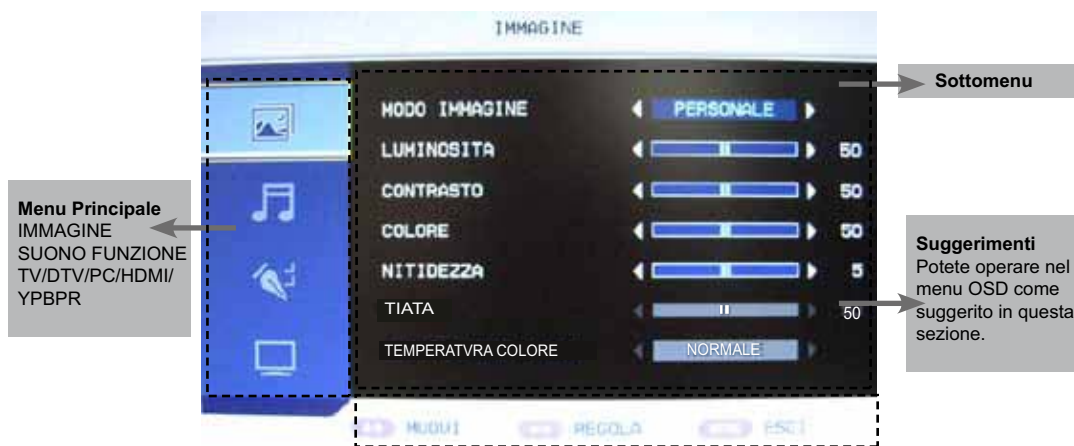 IMMAGINE
Sottomenu
MODO IMMAGINE PERSONALE
LUMINOSITA 50
CONTRASTO 50
COLORE 50
NITIDEZZA 5
TIATA 50
TEMPERATVRA COLORE NORMALE
Menu Principale
IMMAGINE
SUONO FUNZIONE
TV/DTV/PC/HDMI/
YPBPR
Suggerimenti
Potete operare nel
menu OSD come
suggerito in questa
sezione.
MUOVI REGOLA ESCI